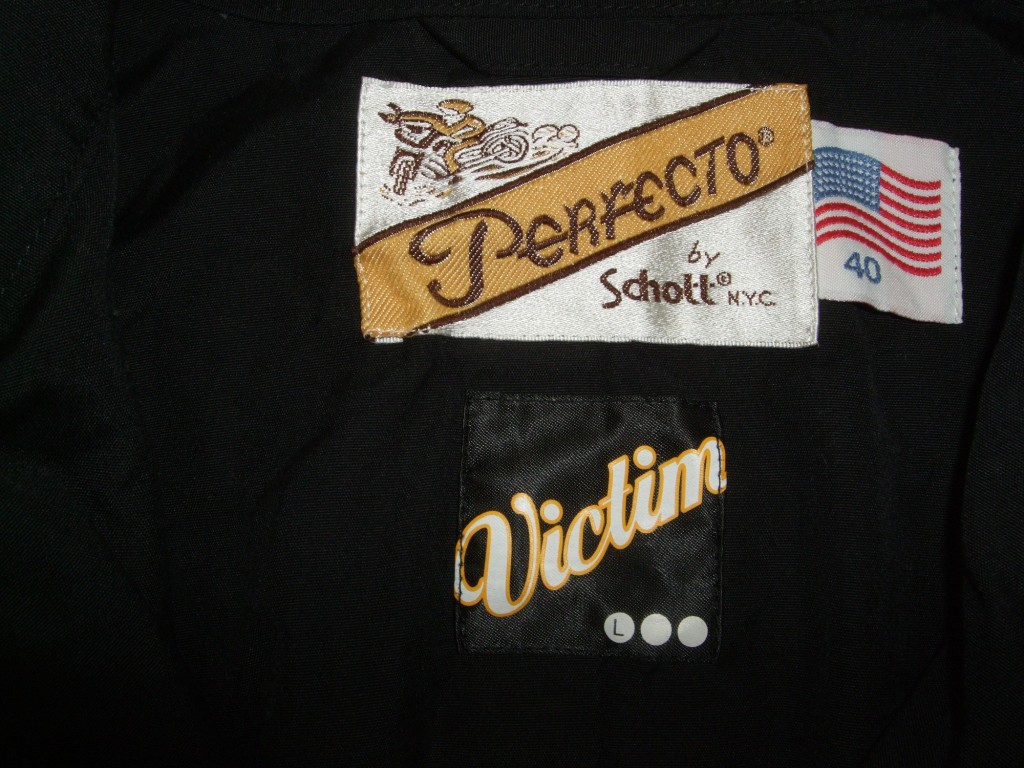 PERFECTO®
by
Schott® N.Y.C.
40
Victim
L